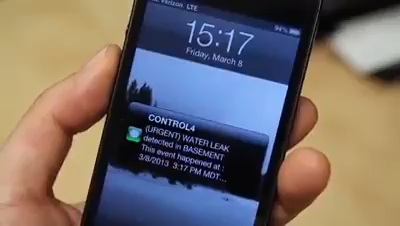 Verizon LTE
94%
15:17
Friday, March 8
CONTROL4
(URGENT) WATER LEAK
detected in BASEMENT
This event happened at :
3/8/2013 3:17 PM MDT...